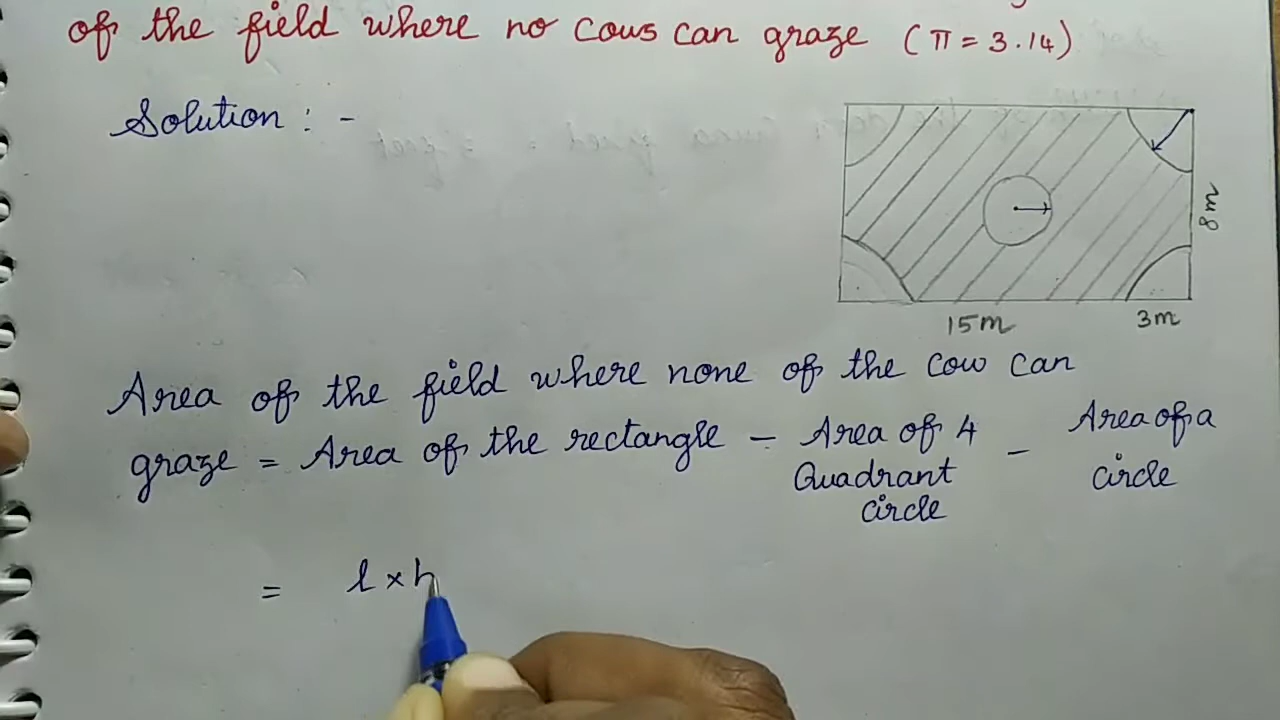 of the field where no cows can graze (π = 3.14)
Solution : -
8m
15m 3m
Area of the field where none of the cow can
graze = Area of the rectangle - Area of 4 Quadrant circle - Area of a circle
= l × b